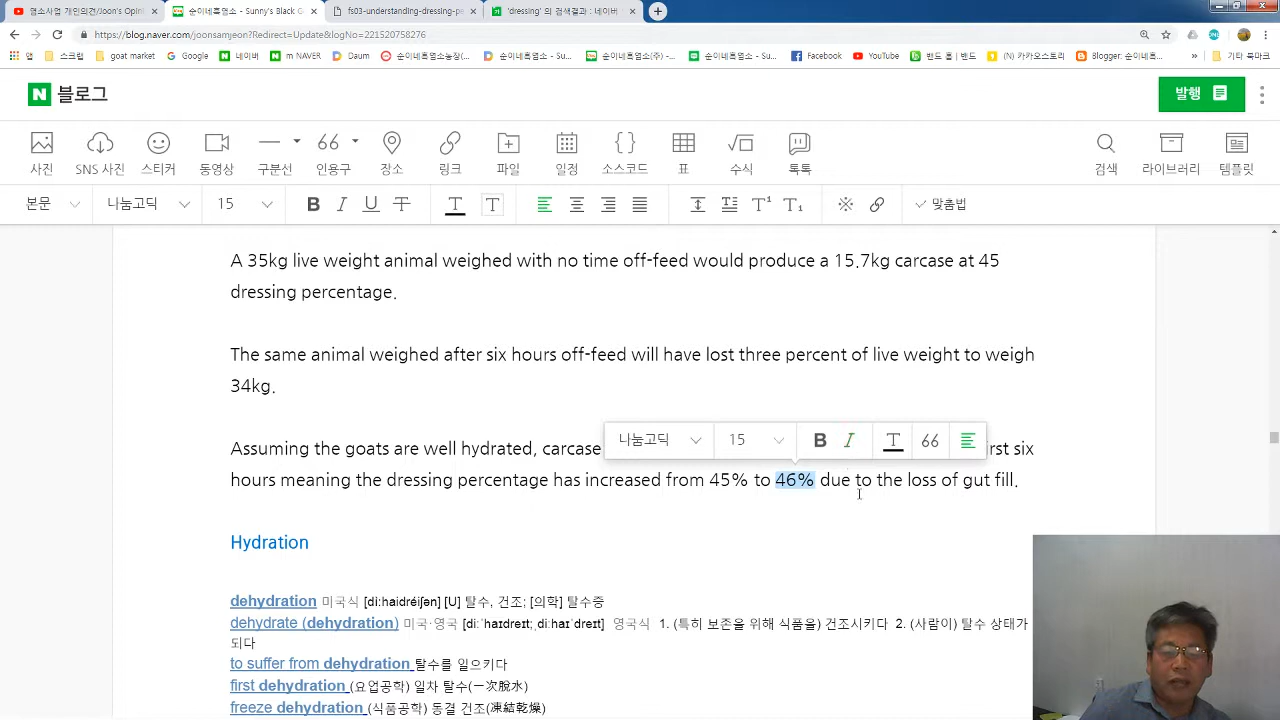 염소사업 개인의견/Joon's Opini
순이네흑염소 - Sunny's Black G
fs03-understanding-dressing-
'dressing' 의 검색결과 : 네이버
https://blog.naver.com/joonsamjeon?Redirect=Update&logNo=221520758276
앱 스크랩 goat market Google 네이버 m NAVER Daum 순이네흑염소농장(... 순이네흑염소 - Su... 순이네흑염소(주) -... 순이네흑염소 - Su... Facebook YouTube 밴드 홈 | 밴드 (N) 카카오스토리 Blogger: 순이네흑... » 기타 북마크
N 블로그
발행
사진 SNS 사진 스티커 동영상 구분선 인용구 장소 링크 파일 일정 소스코드 표 수식 톡톡 검색 라이브러리 템플릿
본문 나눔고딕 15 B I U T T T T¹ T₁ 맞춤법
A 35kg live weight animal weighed with no time off-feed would produce a 15.7kg carcase at 45
dressing percentage.
The same animal weighed after six hours off-feed will have lost three percent of live weight to weigh
34kg.
나눔고딕 15 B I T 66
Assuming the goats are well hydrated, carcase irst six
hours meaning the dressing percentage has increased from 45% to 46% due to the loss of gut fill.
Hydration
dehydration 미국식 [di:haidréiʃən] [U] 탈수, 건조; [의학] 탈수증
dehydrate (dehydration) 미국·영국 [diːˈhaɪdreɪt;ˌdiːhaɪˈdreɪt] 영국식 1. (특히 보존을 위해 식품을) 건조시키다 2. (사람이) 탈수 상태가
되다
to suffer from dehydration 탈수를 일으키다
first dehydration (요업공학) 일차 탈수(一次脫水)
freeze dehydration (식품공학) 동결 건조(凍結乾燥)